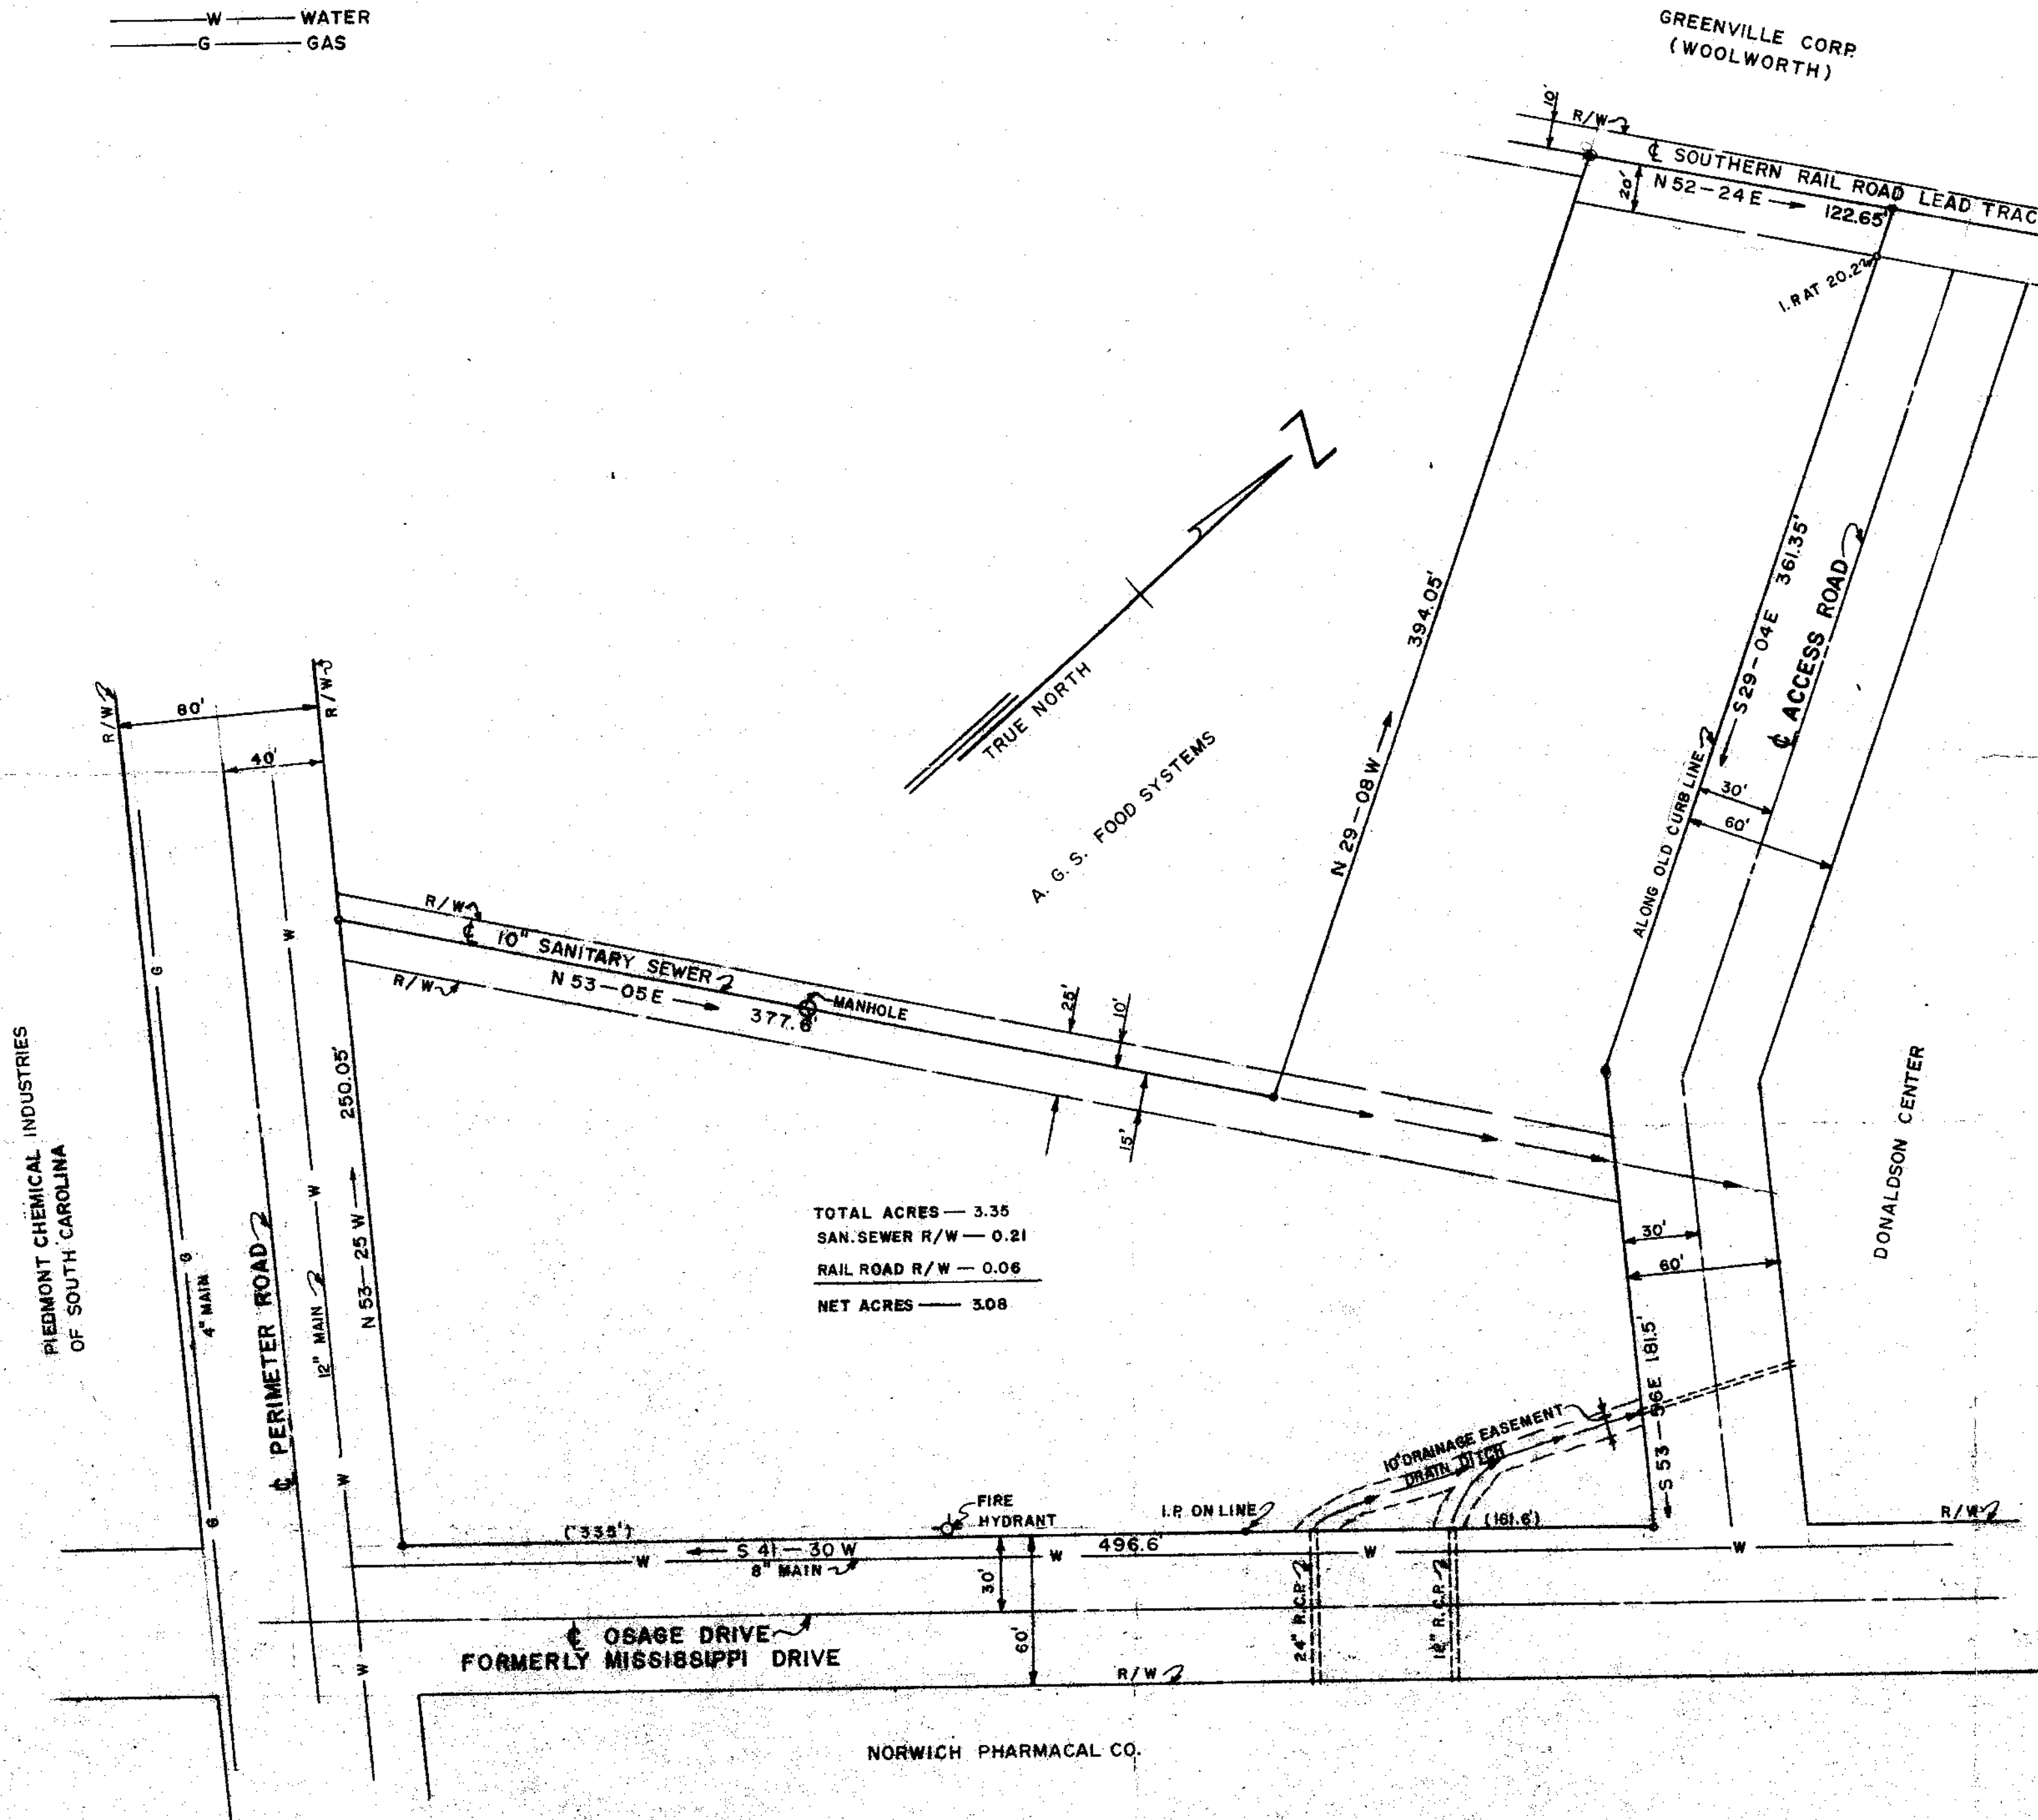 W WATER
G GAS
GREENVILLE CORP.
(WOOLWORTH)
10'
R/W
℄ SOUTHERN RAIL ROAD LEAD TRAC
20'
N 52-24 E
122.65'
I.P. AT 20.2'
Z
TRUE NORTH
A. G. S. FOOD SYSTEMS
N 29-08 W
394.05'
S 29-04 E 361.35'
℄ ACCESS ROAD
ALONG OLD CURB LINE
30'
60'
R/W
80'
R/W
40'
R/W
℄ 10" SANITARY SEWER
N 53-05 E
377.
R/W
MANHOLE
25'
10'
15'
G
W
PIEDMONT CHEMICAL INDUSTRIES
OF SOUTH CAROLINA
G
4" MAIN
℄ PERIMETER ROAD
W
12" MAIN
N 53-25 W
250.05'
W
G
W
TOTAL ACRES — 3.35
SAN. SEWER R/W — 0.21
RAIL ROAD R/W — 0.06
NET ACRES — 3.08
DONALDSON CENTER
30'
60'
S 53-56 E 181.5'
10' DRAINAGE EASEMENT
DRAIN DITCH
(335')
FIRE
HYDRANT
I.P. ON LINE
(161.6')
R/W
S 41-30 W
496.6'
W
8" MAIN
W
W
W
30'
60'
24" R.C.P.
18" R.C.P.
℄ OSAGE DRIVE
FORMERLY MISSISSIPPI DRIVE
R/W
NORWICH PHARMACAL CO.